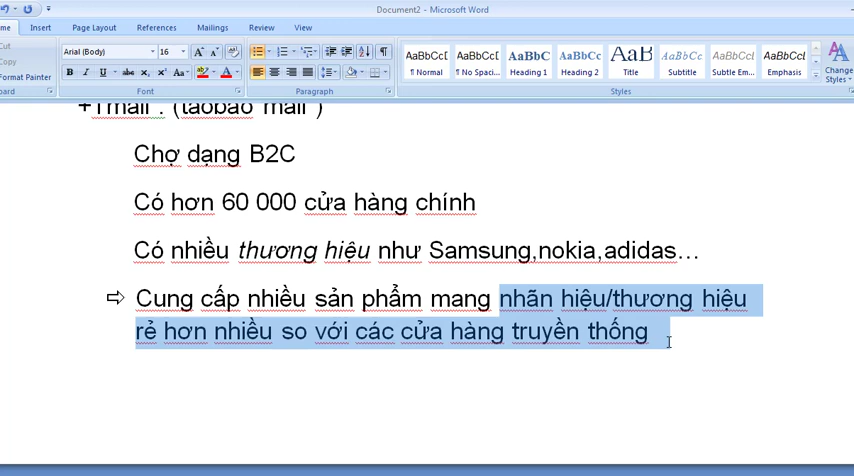 Document2 - Microsoft Word
Insert Page Layout References Mailings Review View
Format Painter
Arial (Body) 16
Font Paragraph Styles
AaBbCcI AaBbCcI AaBbC AaBbCc AaB AaBbCc AaBbCcI AaBbCcI
¶ Normal ¶ No Spaci... Heading 1 Heading 2 Title Subtitle Subtle Em... Emphasis
Change Styles
+Tmall : (taobao mall )
Chợ dạng B2C
Có hơn 60 000 cửa hàng chính
Có nhiều thương hiệu như Samsung,nokia,adidas…
⇨ Cung cấp nhiều sản phẩm mang nhãn hiệu/thương hiệu
rẻ hơn nhiều so với các cửa hàng truyền thống